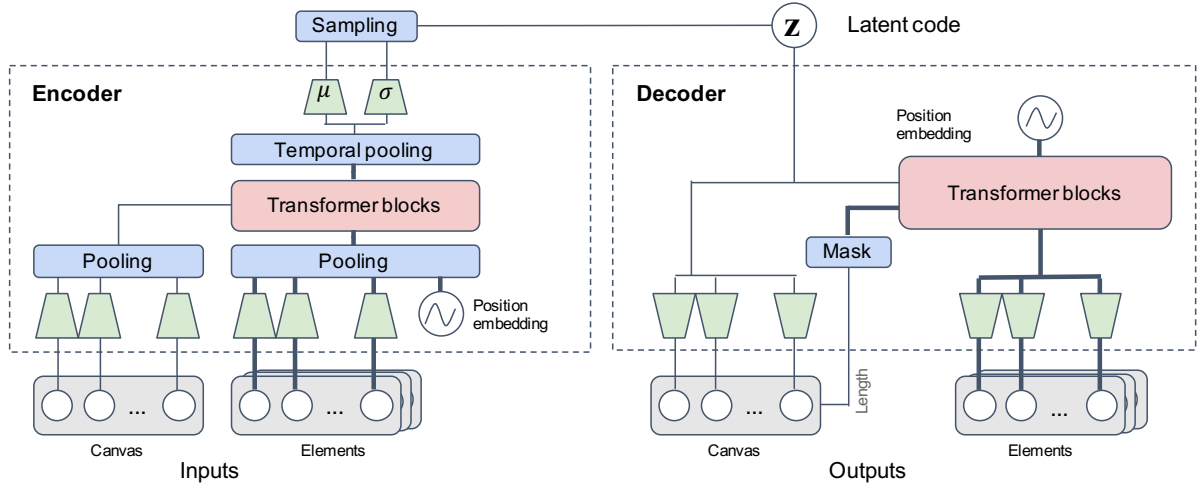 Sampling
z
Latent code
Encoder
μ
σ
Temporal pooling
Transformer blocks
Pooling
Pooling
Position
embedding
...
...
Canvas
Elements
Inputs
Decoder
Position
embedding
Transformer blocks
Mask
Length
...
...
Canvas
Elements
Outputs